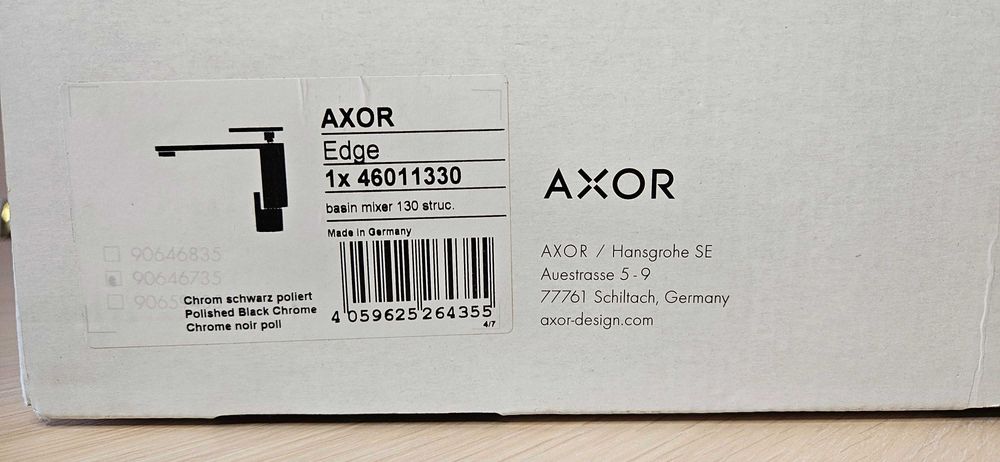 AXOR
Edge
1x 46011330
basin mixer 130 struc.
Made in Germany
90646835
90646735
Chrom schwarz poliert
Polished Black Chrome
Chrome noir poli
4 059625 264355
4/7
AXOR
AXOR / Hansgrohe SE
Auestrasse 5 - 9
77761 Schiltach, Germany
axor-design.com